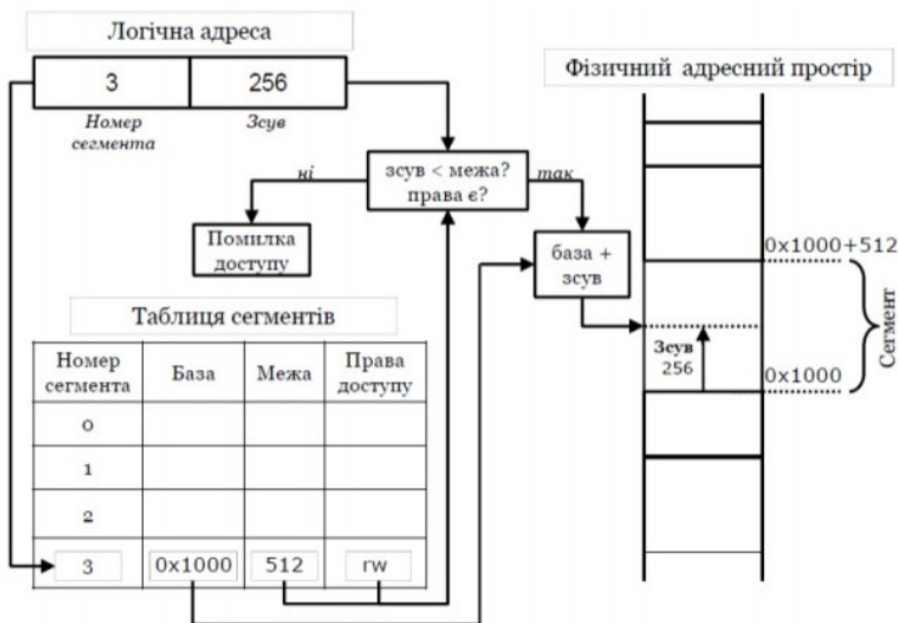 Логічна адреса
3 256
Номер сегмента
Зсув
Фізичний адресний простір
зсув < межа?
права є?
ні
так
Помилка
доступу
база +
зсув
0x1000+512
Зсув
256
0x1000
Сегмент
Таблиця сегментів
Номер сегмента
База
Межа
Права доступу
0
1
2
3 0x1000 512 rw